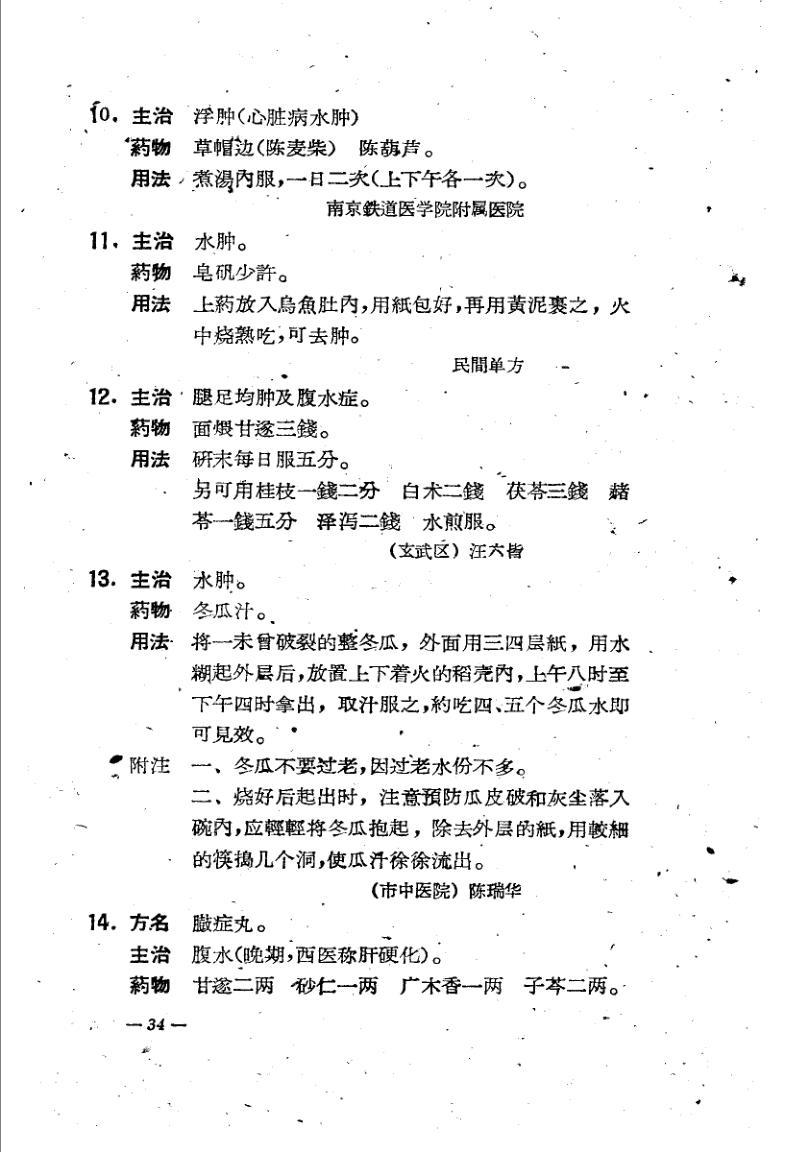 10. 主治 浮肿(心脏病水肿)
葯物 草帽边(陈麦柴) 陈葫芦。
用法 煮湯內服,一日二次(上下午各一次)。
南京鉄道医学院附属医院
11. 主治 水肿。
葯物 皂矾少許。
用法 上葯放入烏魚肚內,用紙包好,再用黃泥裹之,火
中烧熟吃,可去肿。
民間单方
12. 主治 腿足均肿及腹水症。
葯物 面煨甘遂三錢。
用法 研末每日服五分。
另可用桂枝一錢二分 白术二錢 茯苓三錢 豬
苓一錢五分 泽泻二錢 水煎服。
(玄武区) 汪六皆
13. 主治 水肿。
葯物 冬瓜汁。
用法 将一未曾破裂的整冬瓜,外面用三四层紙,用水
糊起外层后,放置上下着火的稻壳內,上午八时至
下午四时拿出,取汁服之,約吃四、五个冬瓜水即
可見效。
附注 一、冬瓜不要过老,因过老水份不多。
二、烧好后起出时,注意預防瓜皮破和灰尘落入
碗內,应輕輕将冬瓜抱起,除去外层的紙,用較細
的筷搗几个洞,使瓜汁徐徐流出。
(市中医院) 陈瑞华
14. 方名 臌症丸。
主治 腹水(晚期,西医称肝硬化)。
葯物 甘遂二两 砂仁一两 广木香一两 子芩二两。
— 34 —